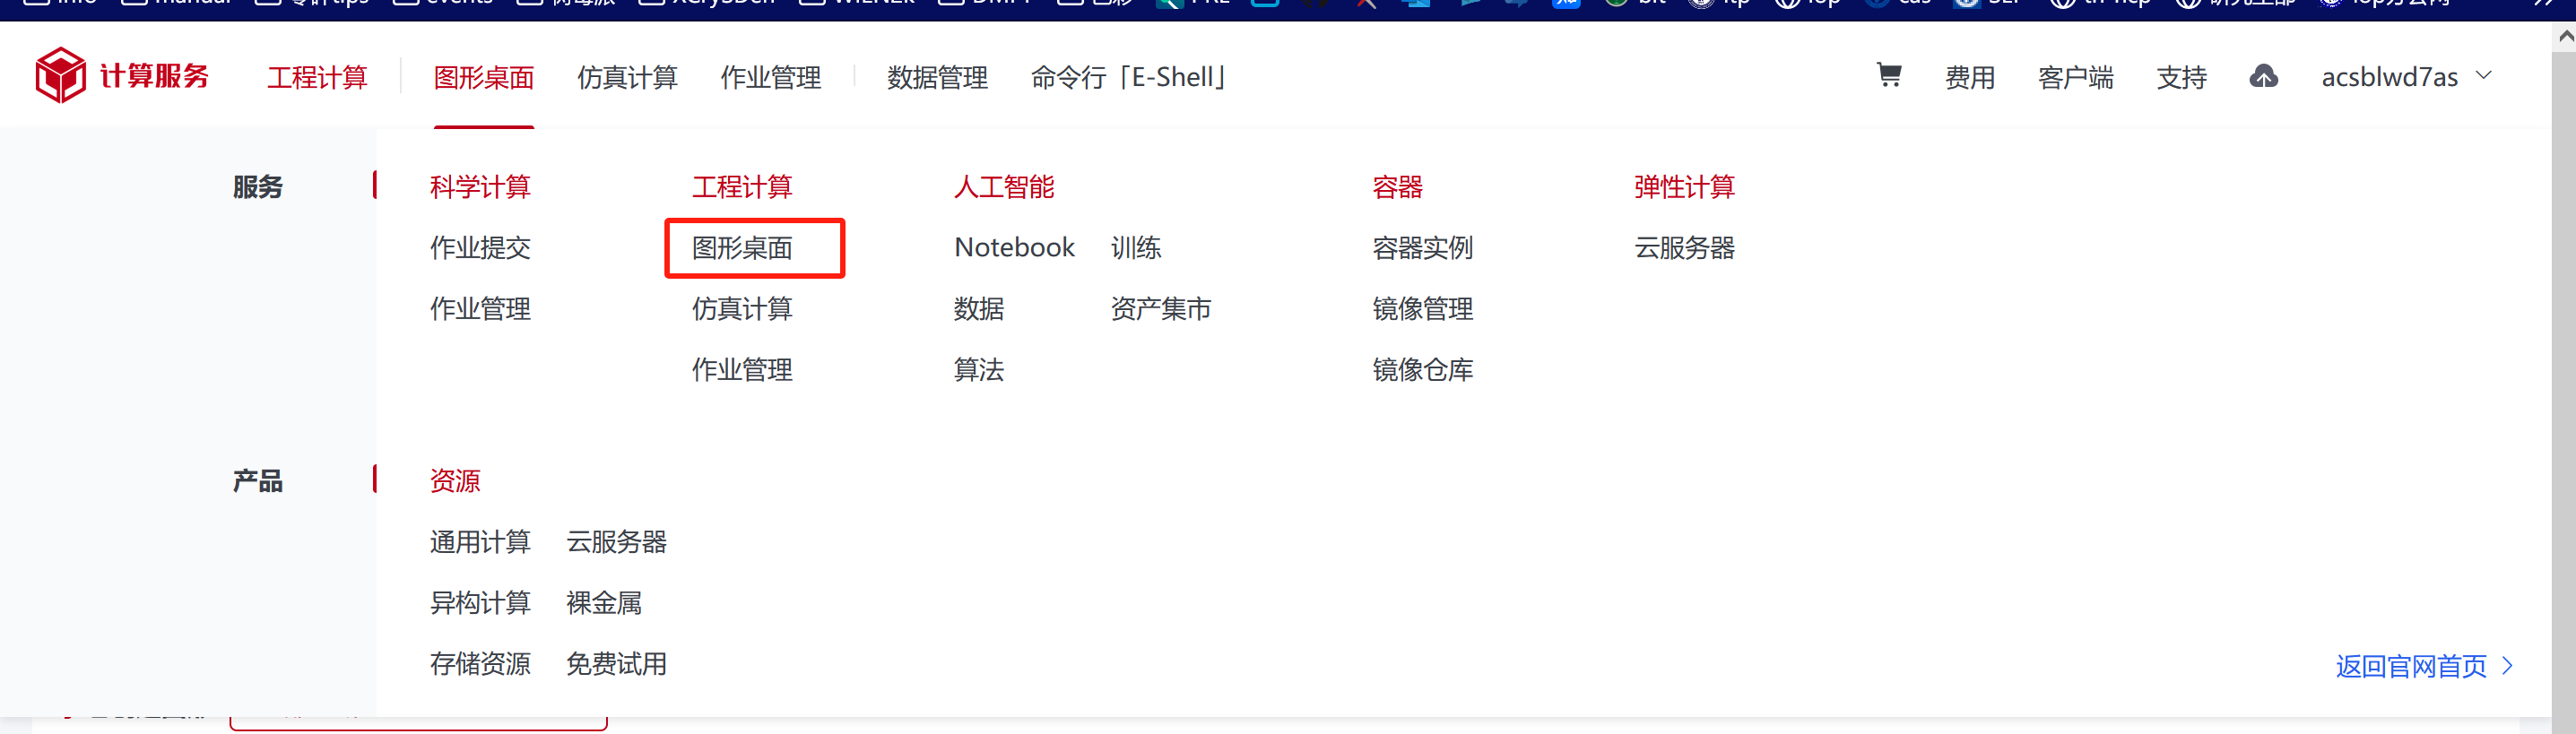 计算服务 工程计算 图形桌面 仿真计算 作业管理 数据管理 命令行「E-Shell」 费用 客户端 支持 acsblwd7as
服务 科学计算 工程计算 人工智能 容器 弹性计算
作业提交 图形桌面 Notebook 训练 容器实例 云服务器
作业管理 仿真计算 数据 资产集市 镜像管理
作业管理 算法 镜像仓库
产品 资源
通用计算 云服务器
异构计算 裸金属
存储资源 免费试用
返回官网首页